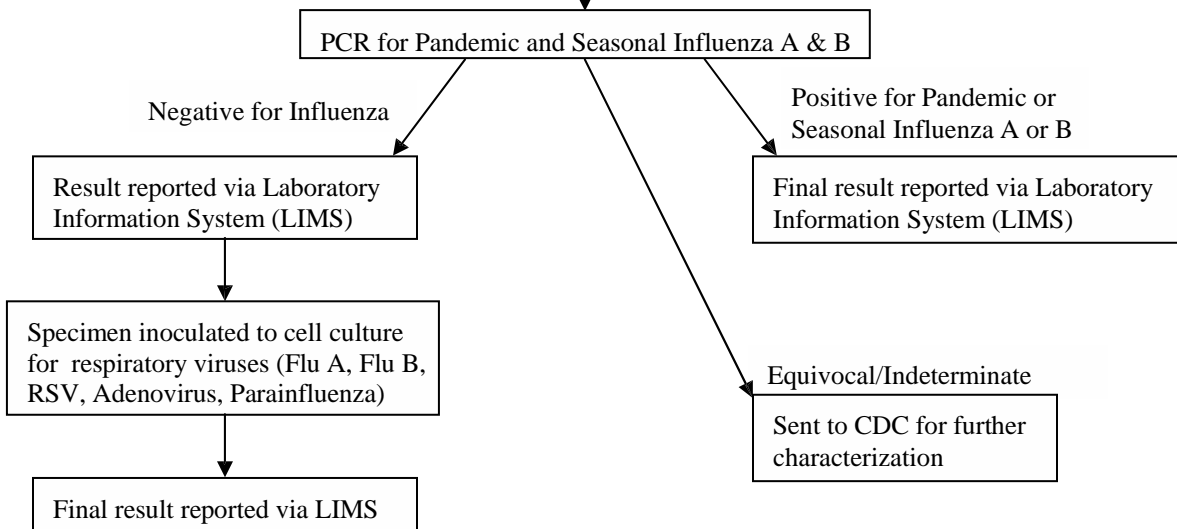 PCR for Pandemic and Seasonal Influenza A & B
Negative for Influenza
Positive for Pandemic or
Seasonal Influenza A or B
Result reported via Laboratory
Information System (LIMS)
Final result reported via Laboratory
Information System (LIMS)
Specimen inoculated to cell culture
for respiratory viruses (Flu A, Flu B,
RSV, Adenovirus, Parainfluenza)
Equivocal/Indeterminate
Sent to CDC for further
characterization
Final result reported via LIMS